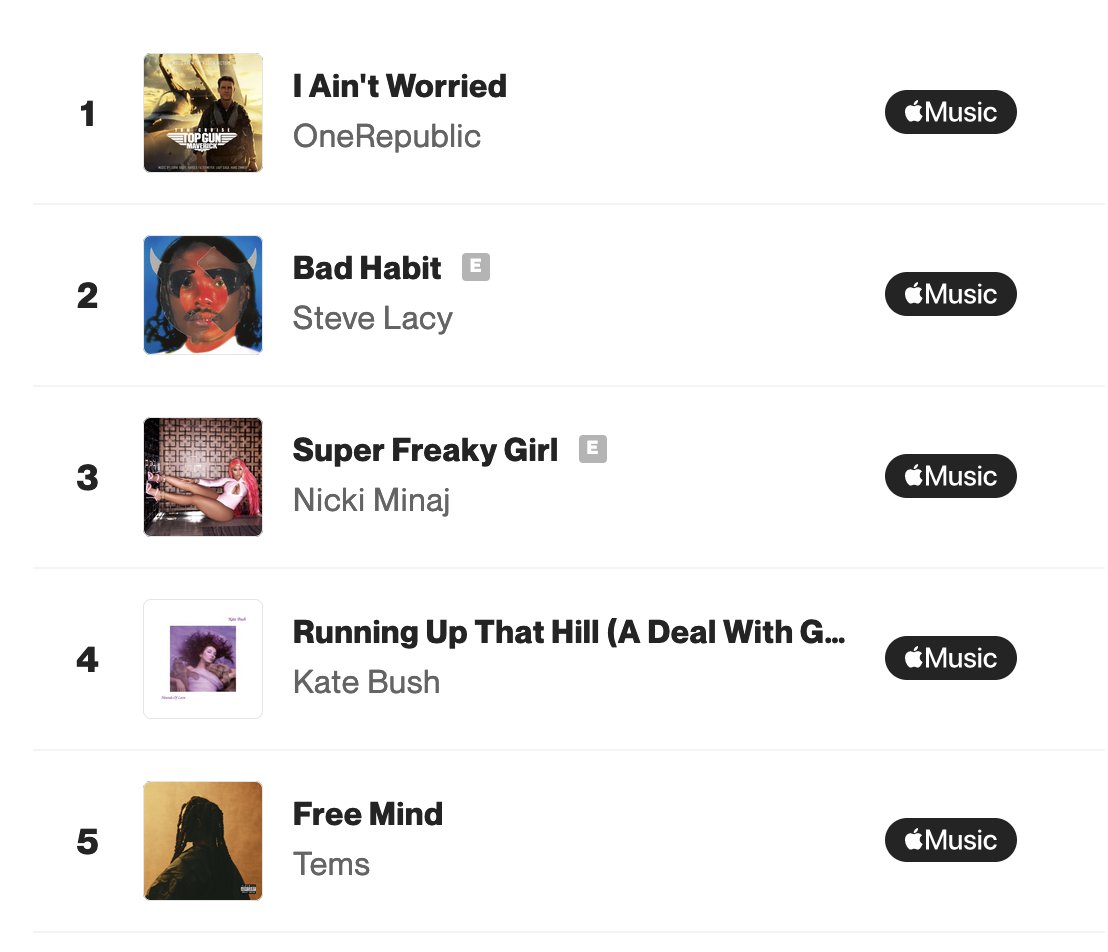 1
I Ain't Worried
OneRepublic
Music
TOM CRUISE
TOP GUN
MAVERICK
2
Bad Habit E
Steve Lacy
Music
3
Super Freaky Girl E
Nicki Minaj
Music
4
Kate Bush
Hounds Of Love
Running Up That Hill (A Deal With G...
Kate Bush
Music
5
Free Mind
Tems
Music